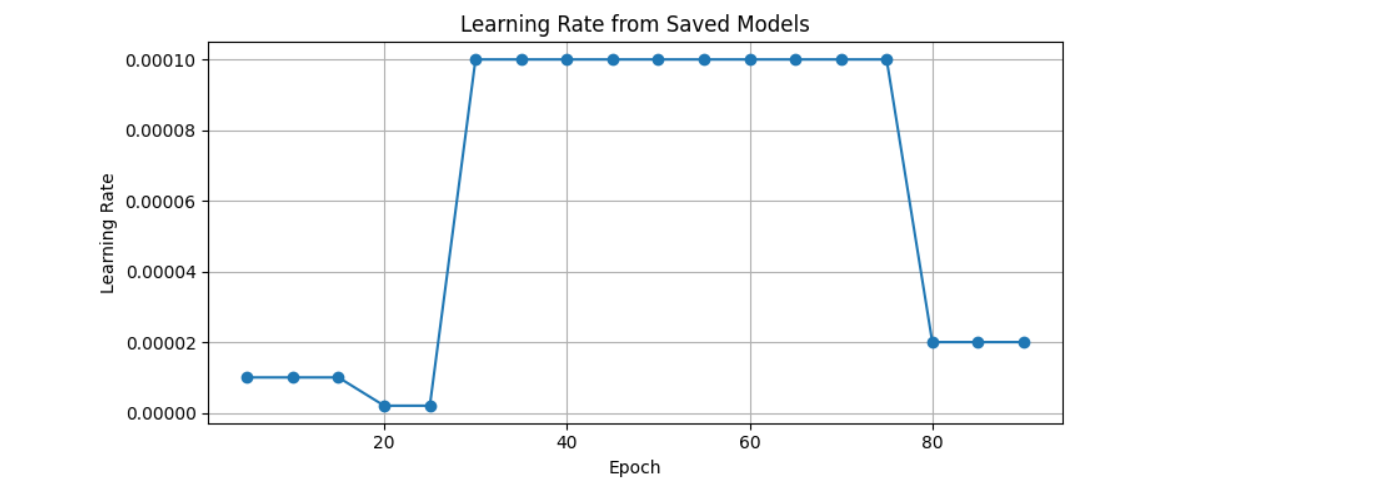 Learning Rate from Saved Models
0.00010
0.00008
0.00006
0.00004
0.00002
0.00000
Learning Rate
20 40 60 80
Epoch